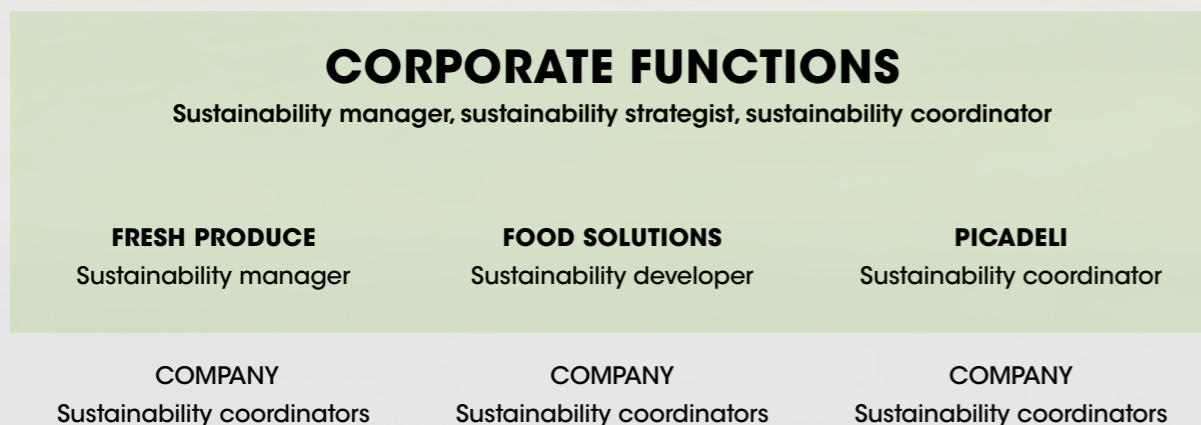 CORPORATE FUNCTIONS
Sustainability manager, sustainability strategist, sustainability coordinator
FRESH PRODUCE
Sustainability manager
FOOD SOLUTIONS
Sustainability developer
PICADELI
Sustainability coordinator
COMPANY
Sustainability coordinators
COMPANY
Sustainability coordinators
COMPANY
Sustainability coordinators